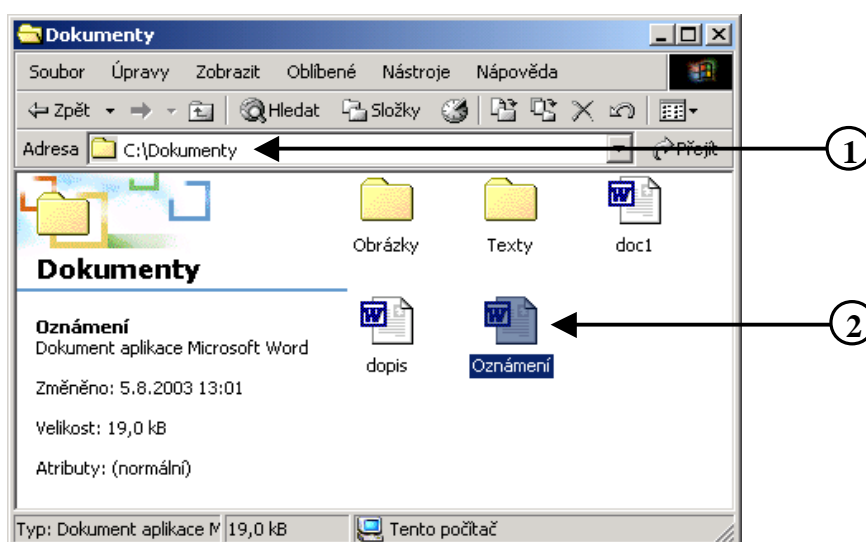 Dokumenty
Soubor Úpravy Zobrazit Oblíbené Nástroje Nápověda
Zpět Hledat Složky
Adresa C:\Dokumenty Přejít
1
Obrázky Texty doc1
Dokumenty
Oznámení
Dokument aplikace Microsoft Word
2
dopis Oznámení
Změněno: 5.8.2003 13:01
Velikost: 19,0 kB
Atributy: (normální)
Typ: Dokument aplikace M 19,0 kB Tento počítač